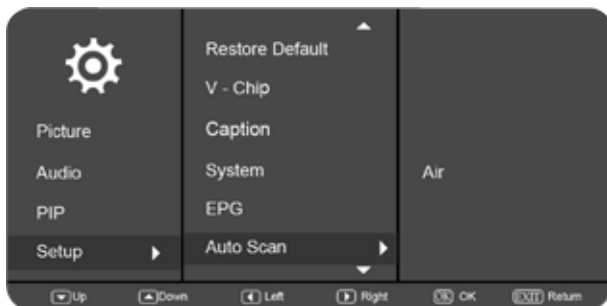 Picture
Audio
PIP
Setup
Restore Default
V - Chip
Caption
System
EPG
Auto Scan
Air
Up Down Left Right OK OK EXIT Return